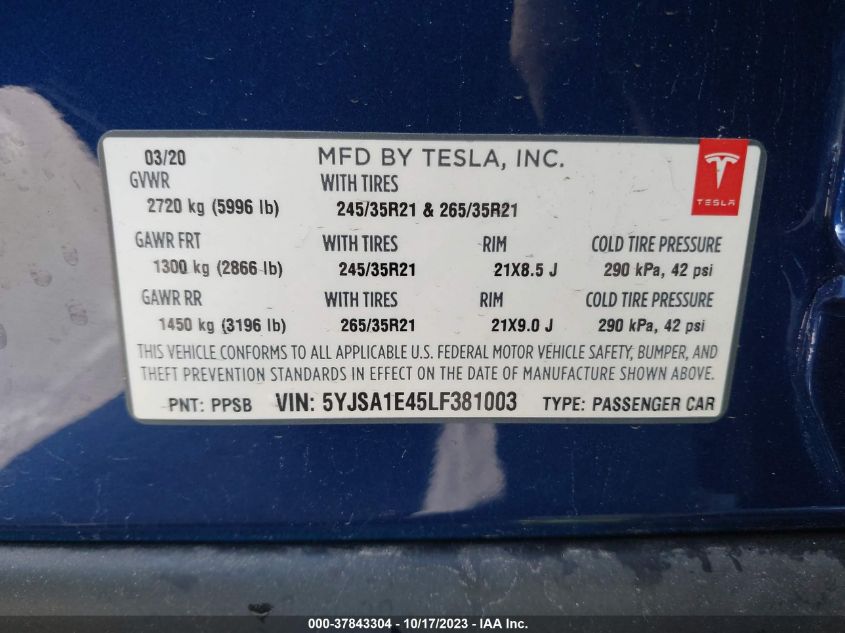 03/20 MFD BY TESLA, INC.
GVWR WITH TIRES
2720 kg (5996 lb) 245/35R21 & 265/35R21
TESLA
GAWR FRT WITH TIRES RIM COLD TIRE PRESSURE
1300 kg (2866 lb) 245/35R21 21X8.5 J 290 kPa, 42 psi
GAWR RR WITH TIRES RIM COLD TIRE PRESSURE
1450 kg (3196 lb) 265/35R21 21X9.0 J 290 kPa, 42 psi
THIS VEHICLE CONFORMS TO ALL APPLICABLE U.S. FEDERAL MOTOR VEHICLE SAFETY, BUMPER, AND
THEFT PREVENTION STANDARDS IN EFFECT ON THE DATE OF MANUFACTURE SHOWN ABOVE.
PNT: PPSB VIN: 5YJSA1E45LF381003 TYPE: PASSENGER CAR
000-37843304 - 10/17/2023 - IAAI.com